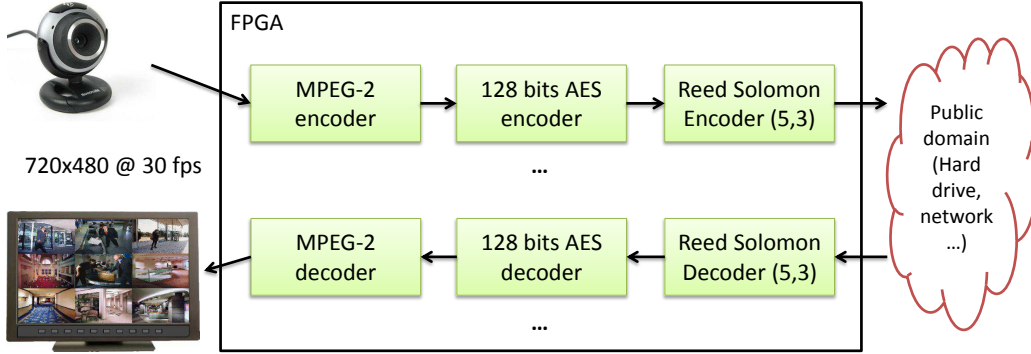 FPGA
MPEG-2
encoder
128 bits AES
encoder
Reed Solomon
Encoder (5,3)
...
720x480 @ 30 fps
Public
domain
(Hard
drive,
network
...)
MPEG-2
decoder
128 bits AES
decoder
Reed Solomon
Decoder (5,3)
...